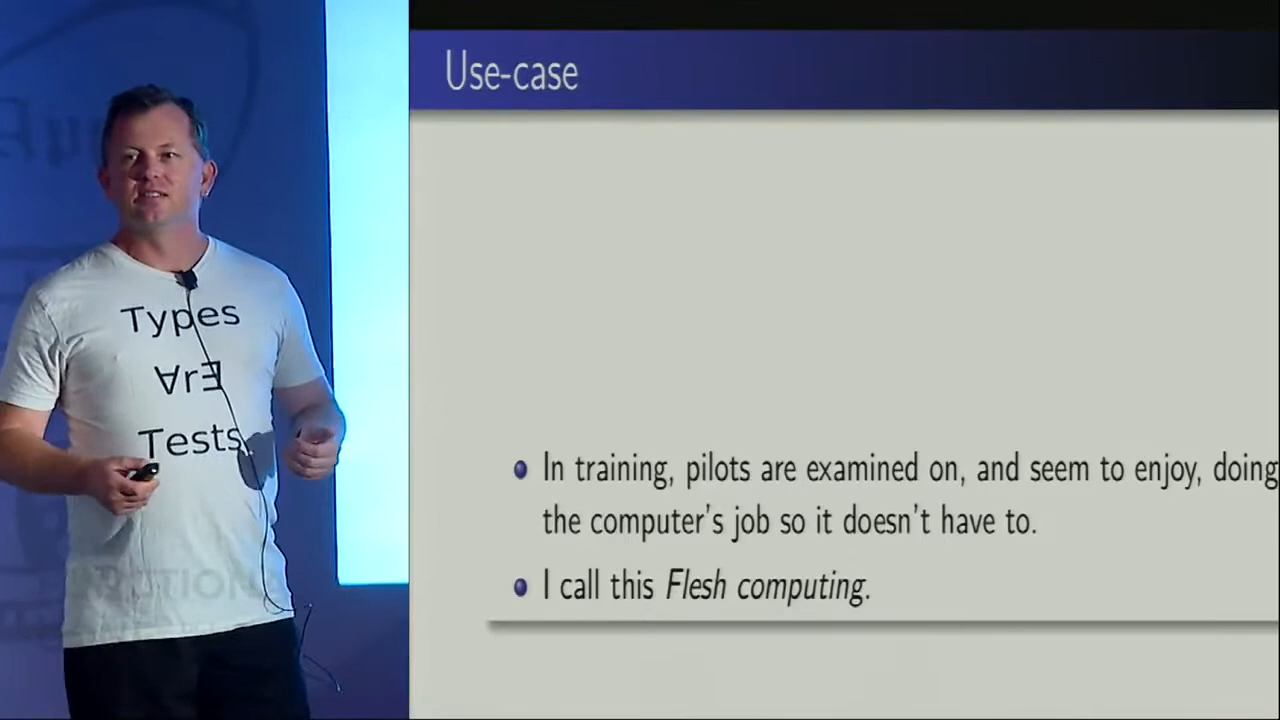 Use-case
Types
∀r∃
Tests
In training, pilots are examined on, and seem to enjoy, doing
the computer's job so it doesn't have to.
I call this Flesh computing.